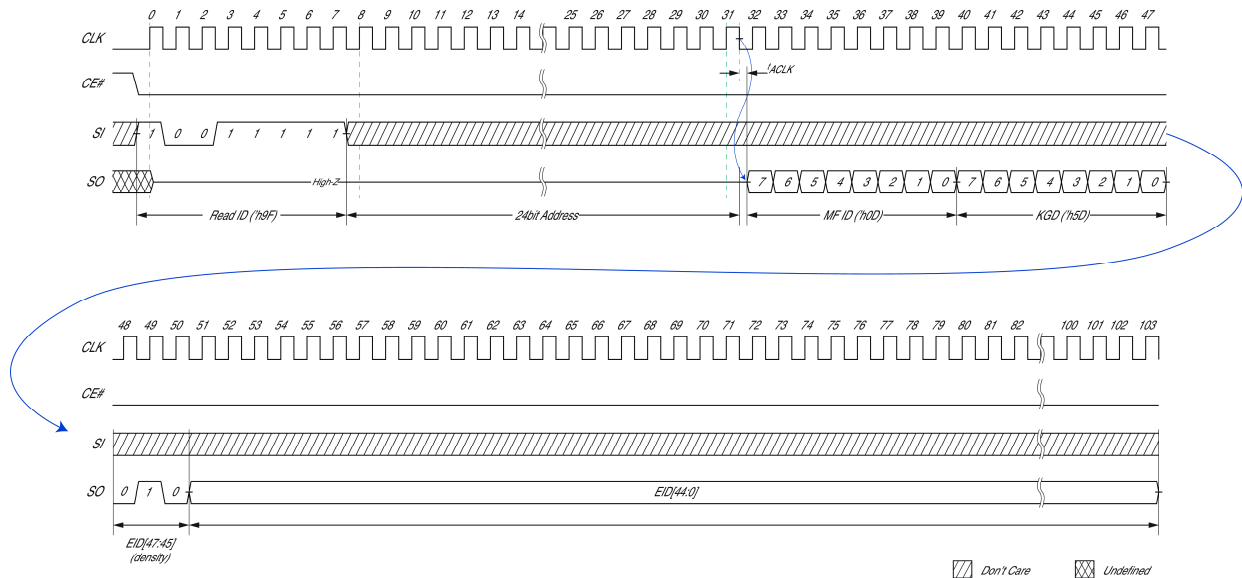 0 1 2 3 4 5 6 7 8 9 10 11 12 13 14 25 26 27 28 29 30 31 32 33 34 35 36 37 38 39 40 41 42 43 44 45 46 47
CLK
tACLK
CE#
SI 1 0 0 1 1 1 1 1
SO High-Z 7 6 5 4 3 2 1 0 7 6 5 4 3 2 1 0
Read ID ('h9F) 24bit Address MF ID ('h0D) KGD ('h5D)
48 49 50 51 52 53 54 55 56 57 58 59 60 61 62 63 64 65 66 67 68 69 70 71 72 73 74 75 76 77 78 79 80 81 82 100 101 102 103
CLK
CE#
SI
SO 0 1 0 EID[44:0]
EID[47:45]
(density)
Don't Care Undefined